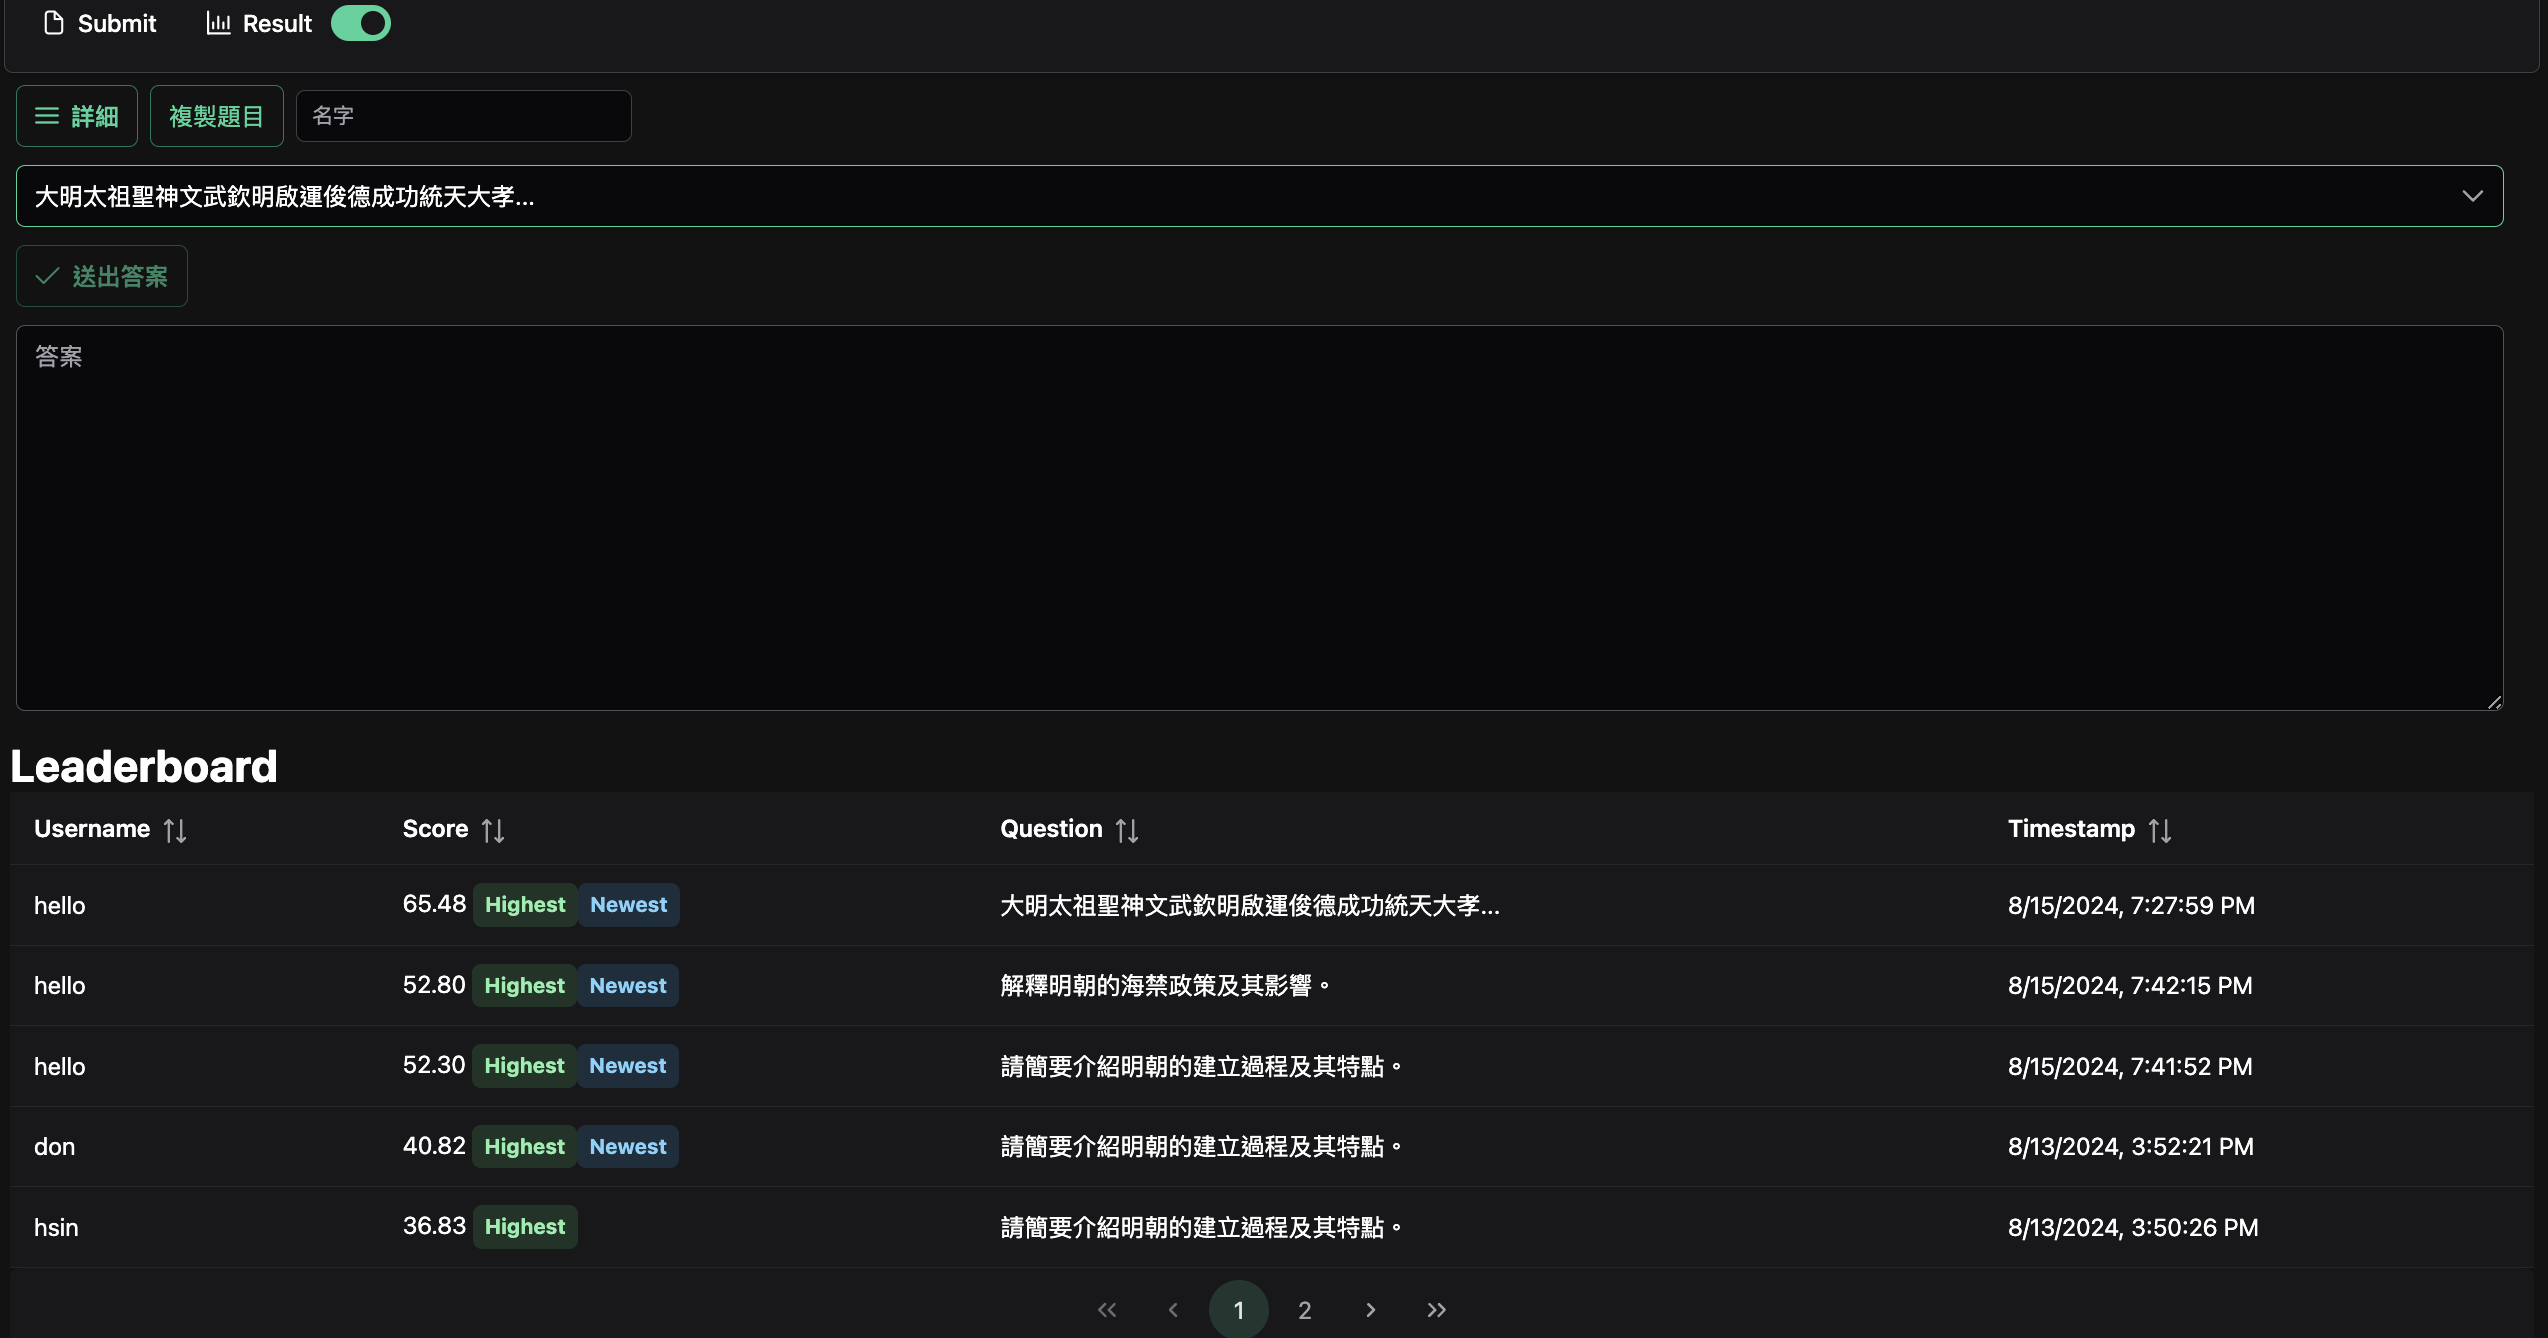 Submit Result
詳細 複製題目 名字
大明太祖聖神文武欽明啟運俊德成功統天大孝...
送出答案
答案
Leaderboard
Username Score Question Timestamp
hello 65.48 Highest Newest 大明太祖聖神文武欽明啟運俊德成功統天大孝... 8/15/2024, 7:27:59 PM
hello 52.80 Highest Newest 解釋明朝的海禁政策及其影響。 8/15/2024, 7:42:15 PM
hello 52.30 Highest Newest 請簡要介紹明朝的建立過程及其特點。 8/15/2024, 7:41:52 PM
don 40.82 Highest Newest 請簡要介紹明朝的建立過程及其特點。 8/13/2024, 3:52:21 PM
hsin 36.83 Highest 請簡要介紹明朝的建立過程及其特點。 8/13/2024, 3:50:26 PM
« ‹ 1 2 › »